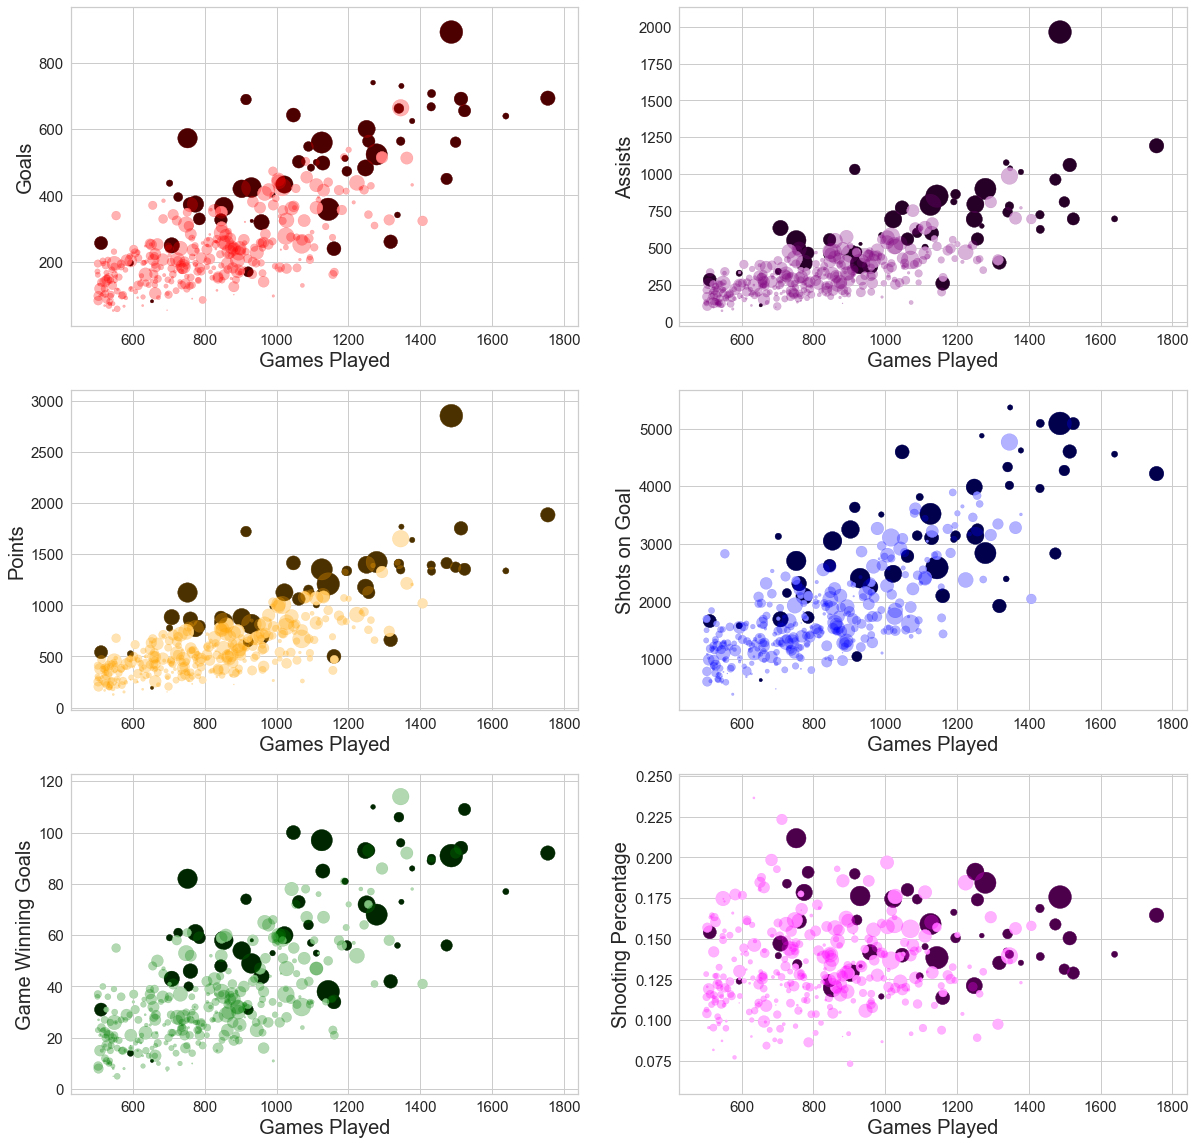 Goals
800
600
400
200
600 800 1000 1200 1400 1600 1800
Games Played
Assists
2000
1750
1500
1250
1000
750
500
250
0
600 800 1000 1200 1400 1600 1800
Games Played
Points
3000
2500
2000
1500
1000
500
0
600 800 1000 1200 1400 1600 1800
Games Played
Shots on Goal
5000
4000
3000
2000
1000
600 800 1000 1200 1400 1600 1800
Games Played
Game Winning Goals
120
100
80
60
40
20
0
600 800 1000 1200 1400 1600 1800
Games Played
Shooting Percentage
0.250
0.225
0.200
0.175
0.150
0.125
0.100
0.075
600 800 1000 1200 1400 1600 1800
Games Played